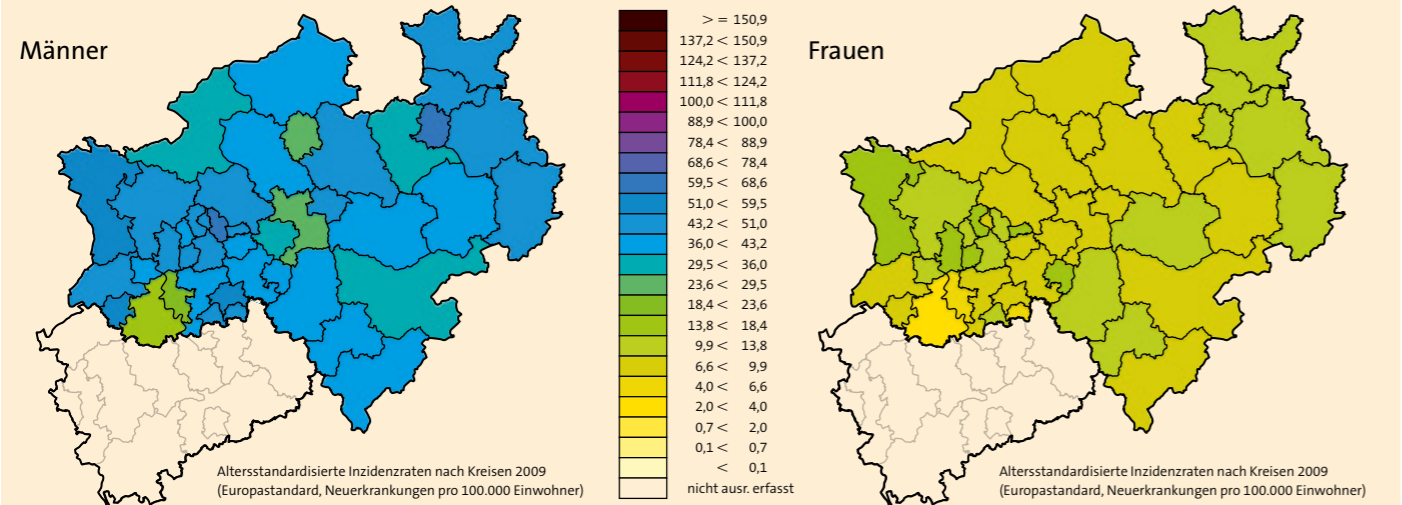 Männer
> = 150,9
137,2 < 150,9
124,2 < 137,2
111,8 < 124,2
100,0 < 111,8
88,9 < 100,0
78,4 < 88,9
68,6 < 78,4
59,5 < 68,6
51,0 < 59,5
43,2 < 51,0
36,0 < 43,2
29,5 < 36,0
23,6 < 29,5
18,4 < 23,6
13,8 < 18,4
9,9 < 13,8
6,6 < 9,9
4,0 < 6,6
2,0 < 4,0
0,7 < 2,0
0,1 < 0,7
< 0,1
nicht ausr. erfasst
Altersstandardisierte Inzidenzraten nach Kreisen 2009
(Europastandard, Neuerkrankungen pro 100.000 Einwohner)
Frauen
Altersstandardisierte Inzidenzraten nach Kreisen 2009
(Europastandard, Neuerkrankungen pro 100.000 Einwohner)